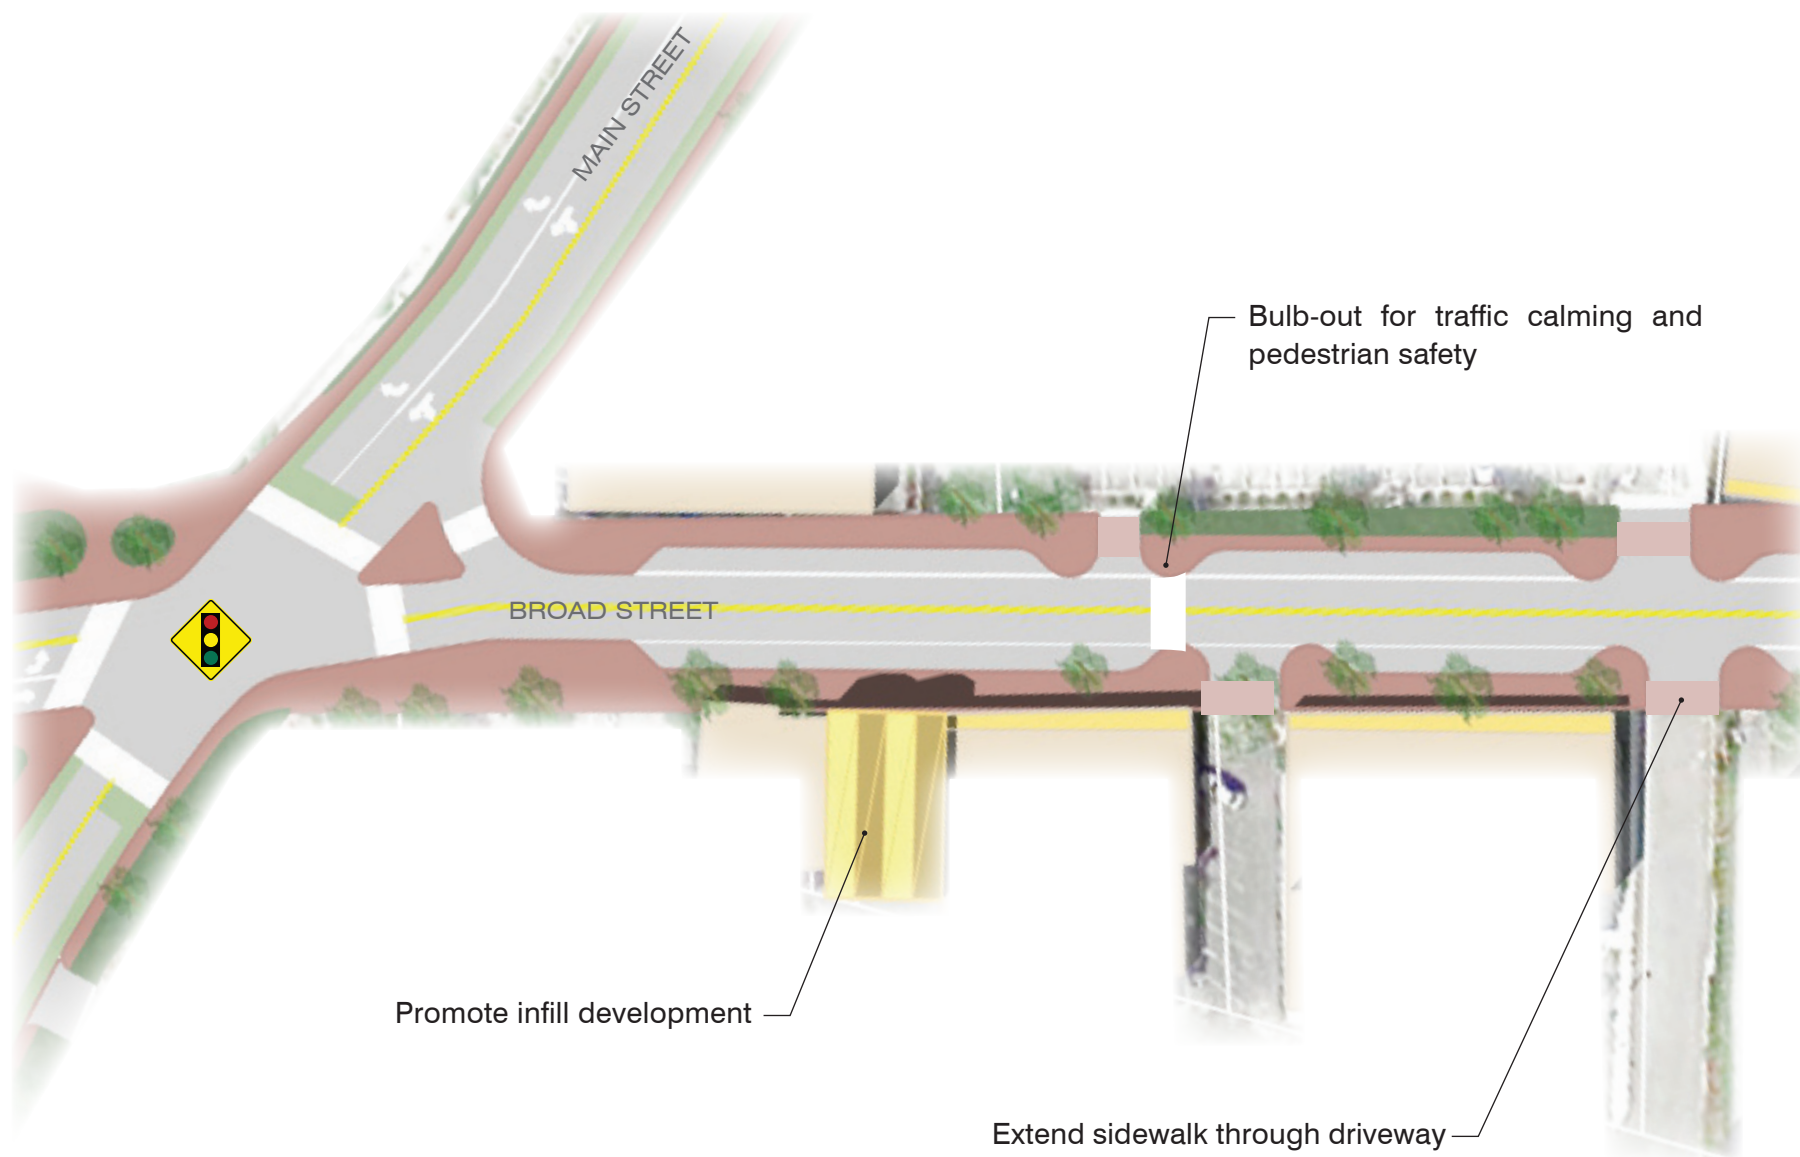 MAIN STREET
Bulb-out for traffic calming and
pedestrian safety
BROAD STREET
Promote infill development
Extend sidewalk through driveway